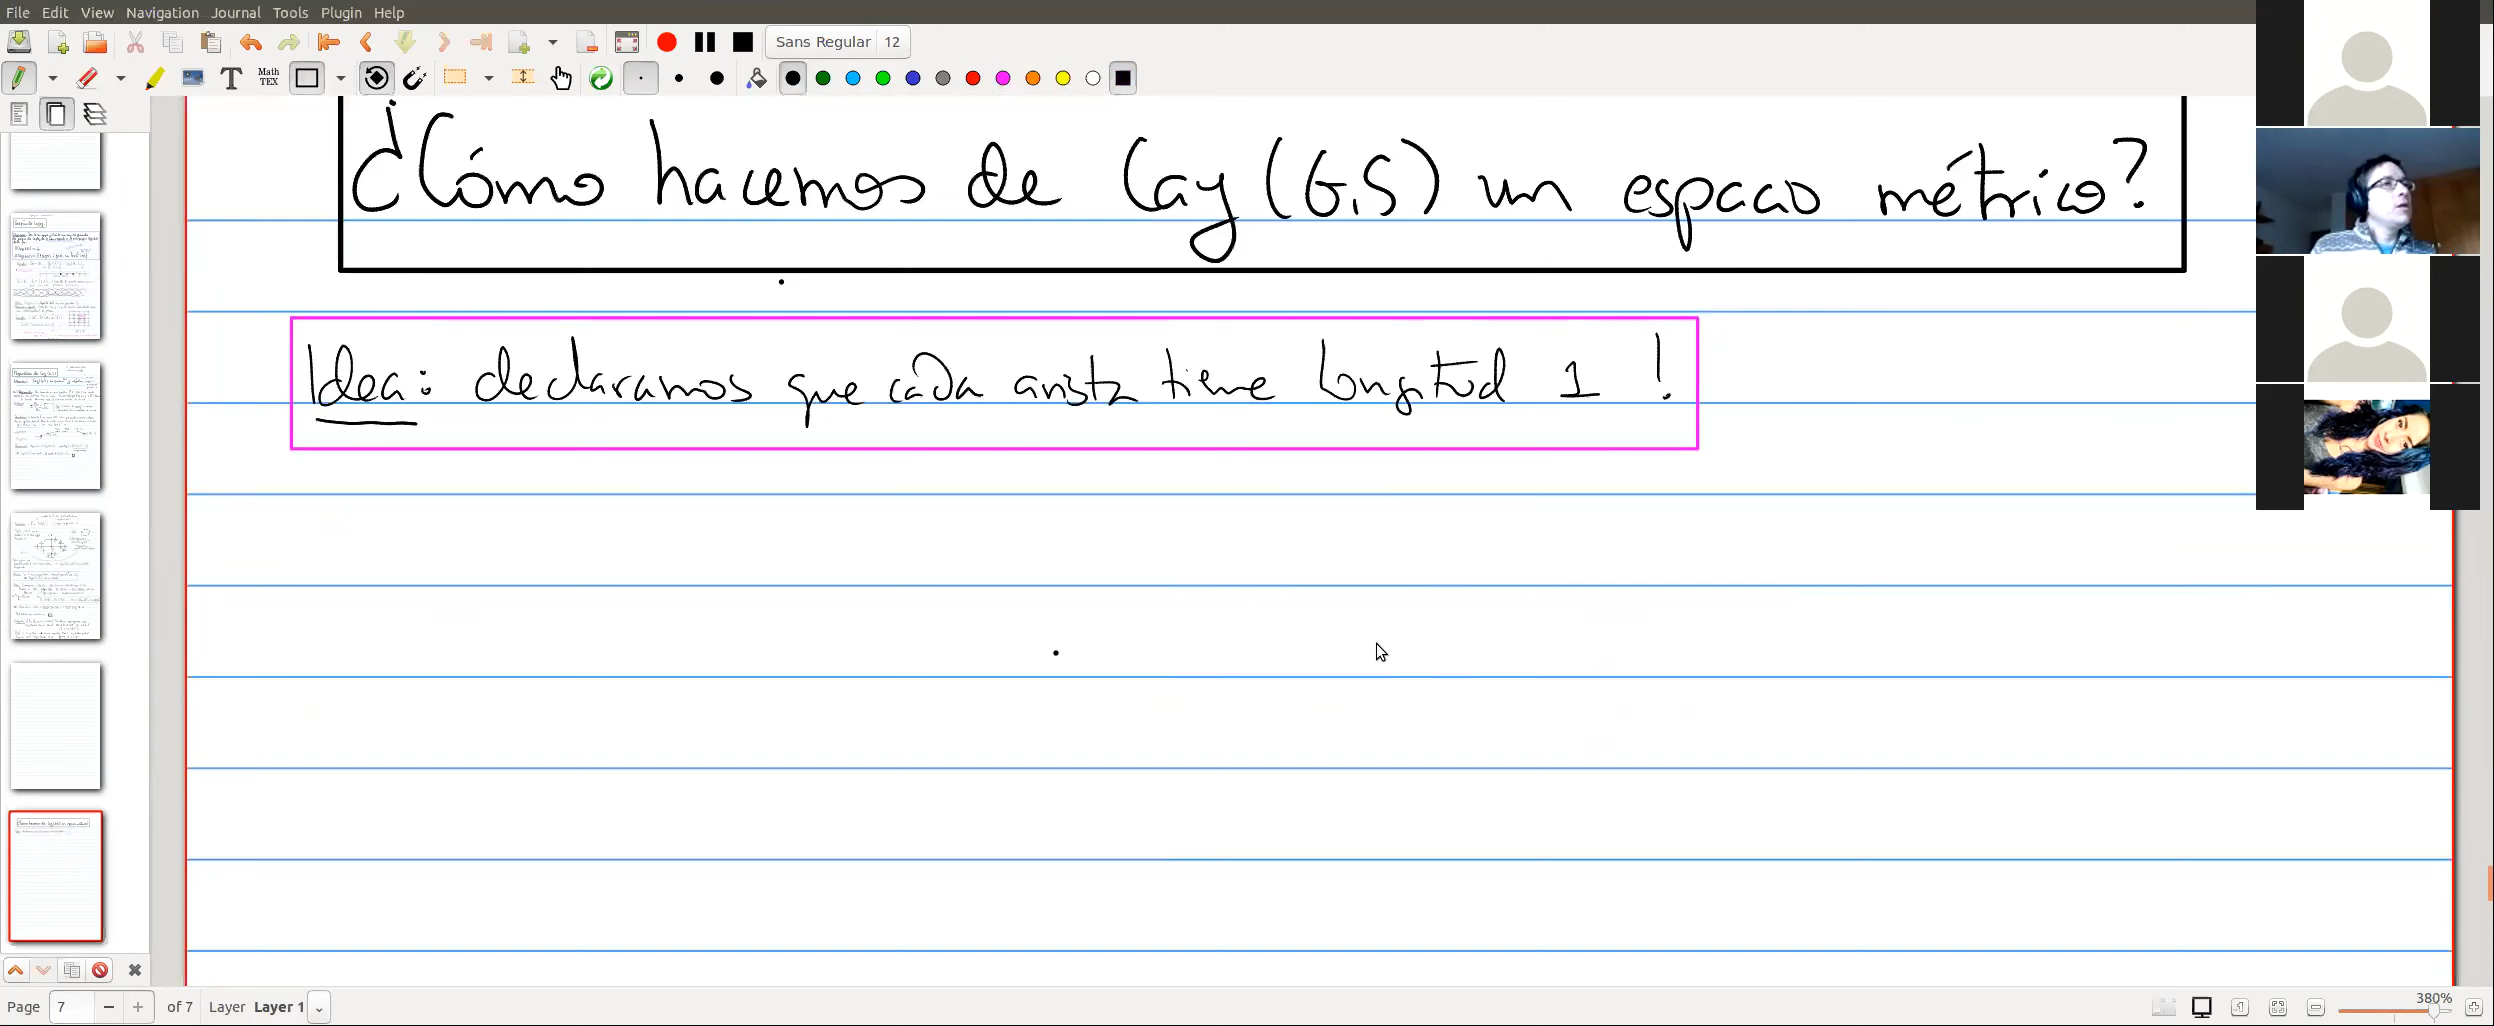 File Edit View Navigation Journal Tools Plugin Help
Sans Regular 12
Math TEX
¿Cómo hacemos de Cay(G,S) un espacio métrico?
Idea: declaramos que cada arista tiene longitud 1 !
Page 7 of 7 Layer Layer 1
380%